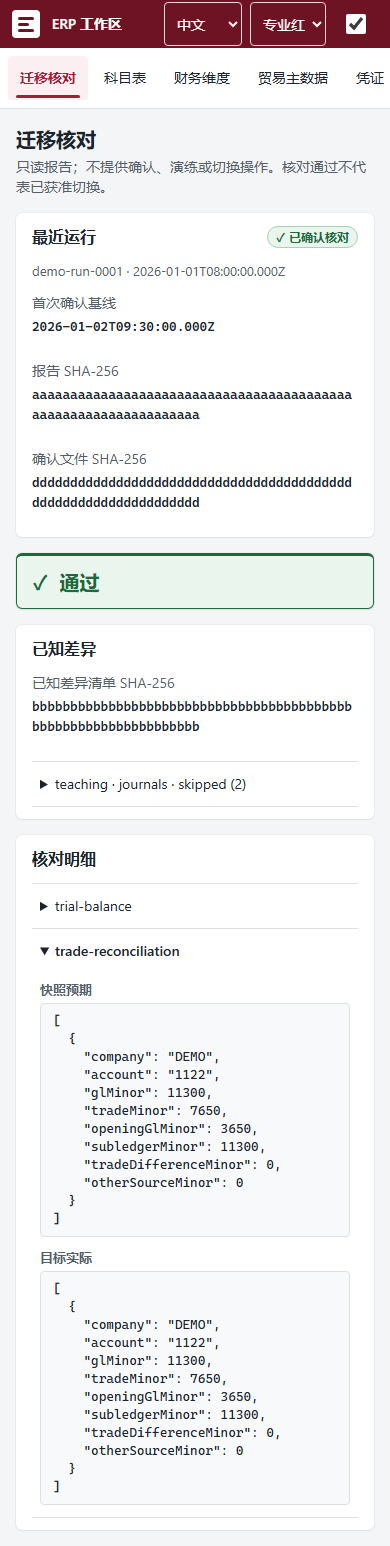 ERP 工作区
中文
专业红
迁移核对
科目表
财务维度
贸易主数据
凭证
迁移核对
只读报告；不提供确认、演练或切换操作。核对通过不代
表已获准切换。
最近运行
✓ 已确认核对
demo-run-0001 · 2026-01-01T08:00:00.000Z
首次确认基线
2026-01-02T09:30:00.000Z
报告 SHA-256
aaaaaaaaaaaaaaaaaaaaaaaaaaaaaaaaaaaaaaaaaa
aaaaaaaaaaaaaaaaaaaaaa
确认文件 SHA-256
dddddddddddddddddddddddddddddddddddddddddd
dddddddddddddddddddddd
✓ 通过
已知差异
已知差异清单 SHA-256
bbbbbbbbbbbbbbbbbbbbbbbbbbbbbbbbbbbbbbbbbb
bbbbbbbbbbbbbbbbbbbbbb
▶ teaching · journals · skipped (2)
核对明细
▶ trial-balance
▼ trade-reconciliation
快照预期
[
  {
    "company": "DEMO",
    "account": "1122",
    "glMinor": 11300,
    "tradeMinor": 7650,
    "openingGlMinor": 3650,
    "subledgerMinor": 11300,
    "tradeDifferenceMinor": 0,
    "otherSourceMinor": 0
  }
]
目标实际
[
  {
    "company": "DEMO",
    "account": "1122",
    "glMinor": 11300,
    "tradeMinor": 7650,
    "openingGlMinor": 3650,
    "subledgerMinor": 11300,
    "tradeDifferenceMinor": 0,
    "otherSourceMinor": 0
  }
]